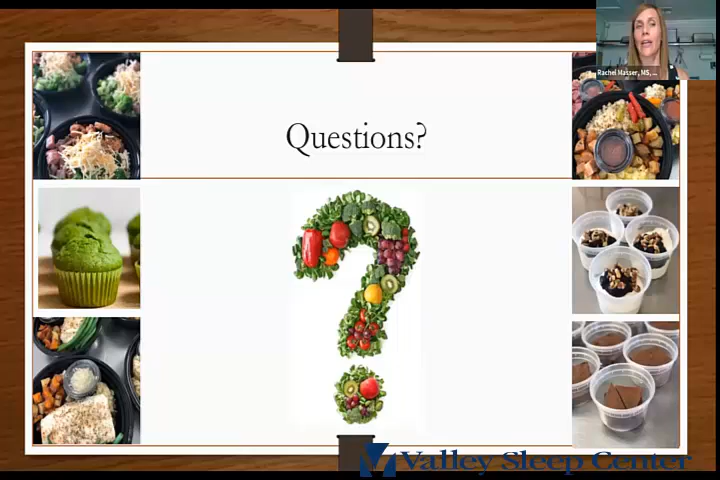 Rachel Masser, MS, ...
Questions?
Valley Sleep Center